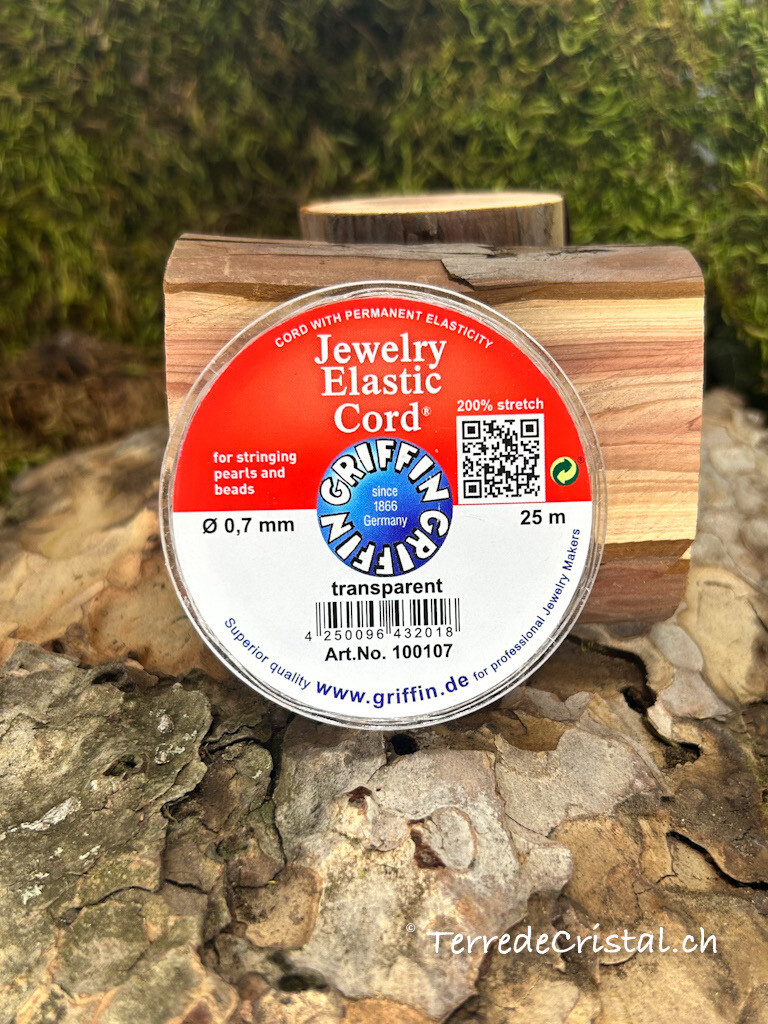 CORD WITH PERMANENT ELASTICITY
Jewelry
Elastic
Cord®
200% stretch
for stringing
pearls and
beads
GRIFFIN GRIFFIN
since
1866
Germany
Ø 0,7 mm
25 m
transparent
4 250096 432018
Art.No. 100107
Superior quality www.griffin.de for professional Jewelry Makers
© TerredeCristal.ch